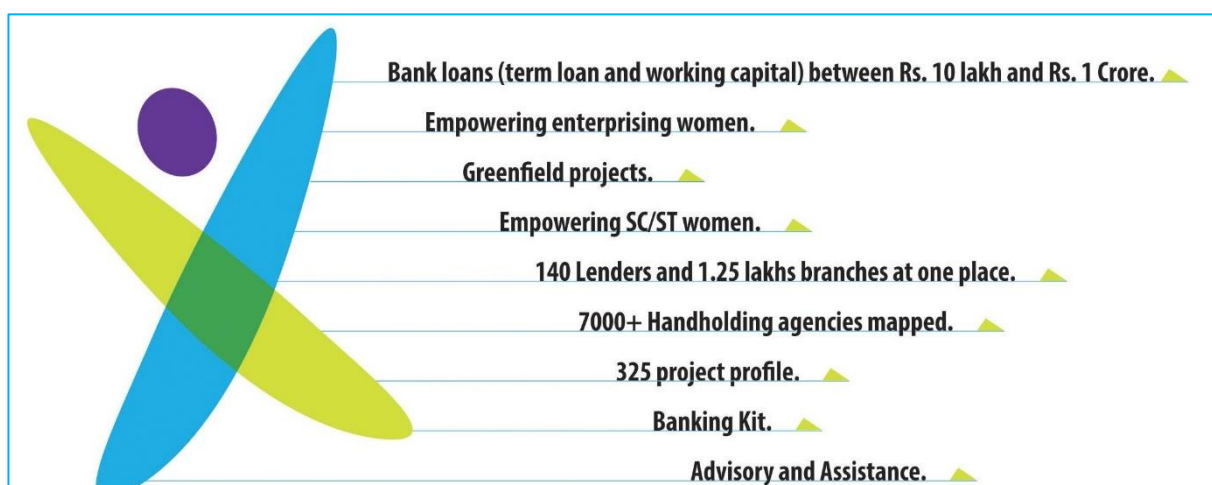 Bank loans (term loan and working capital) between Rs. 10 lakh and Rs. 1 Crore.
Empowering enterprising women.
Greenfield projects.
Empowering SC/ST women.
140 Lenders and 1.25 lakhs branches at one place.
7000+ Handholding agencies mapped.
325 project profile.
Banking Kit.
Advisory and Assistance.